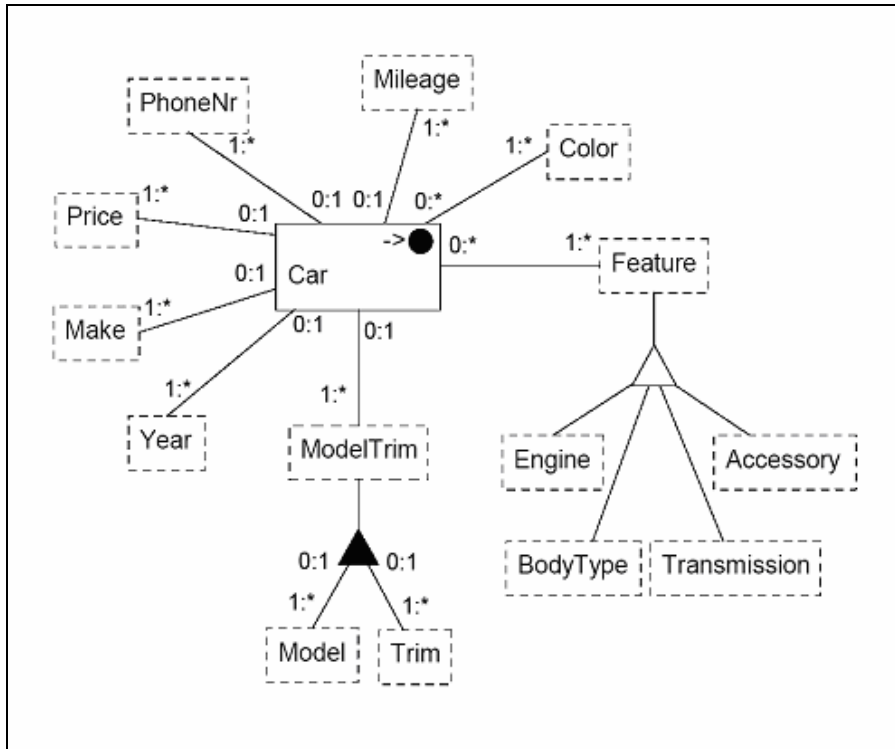 Mileage
PhoneNr
1:*
1:*
1:*
Color
1:*
0:1
0:1
0:*
Price
0:1
->
0:*
1:*
Feature
0:1
Car
1:*
Make
0:1
0:1
1:*
1:*
Year
ModelTrim
Engine
Accessory
0:1
0:1
BodyType
Transmission
1:*
1:*
Model
Trim